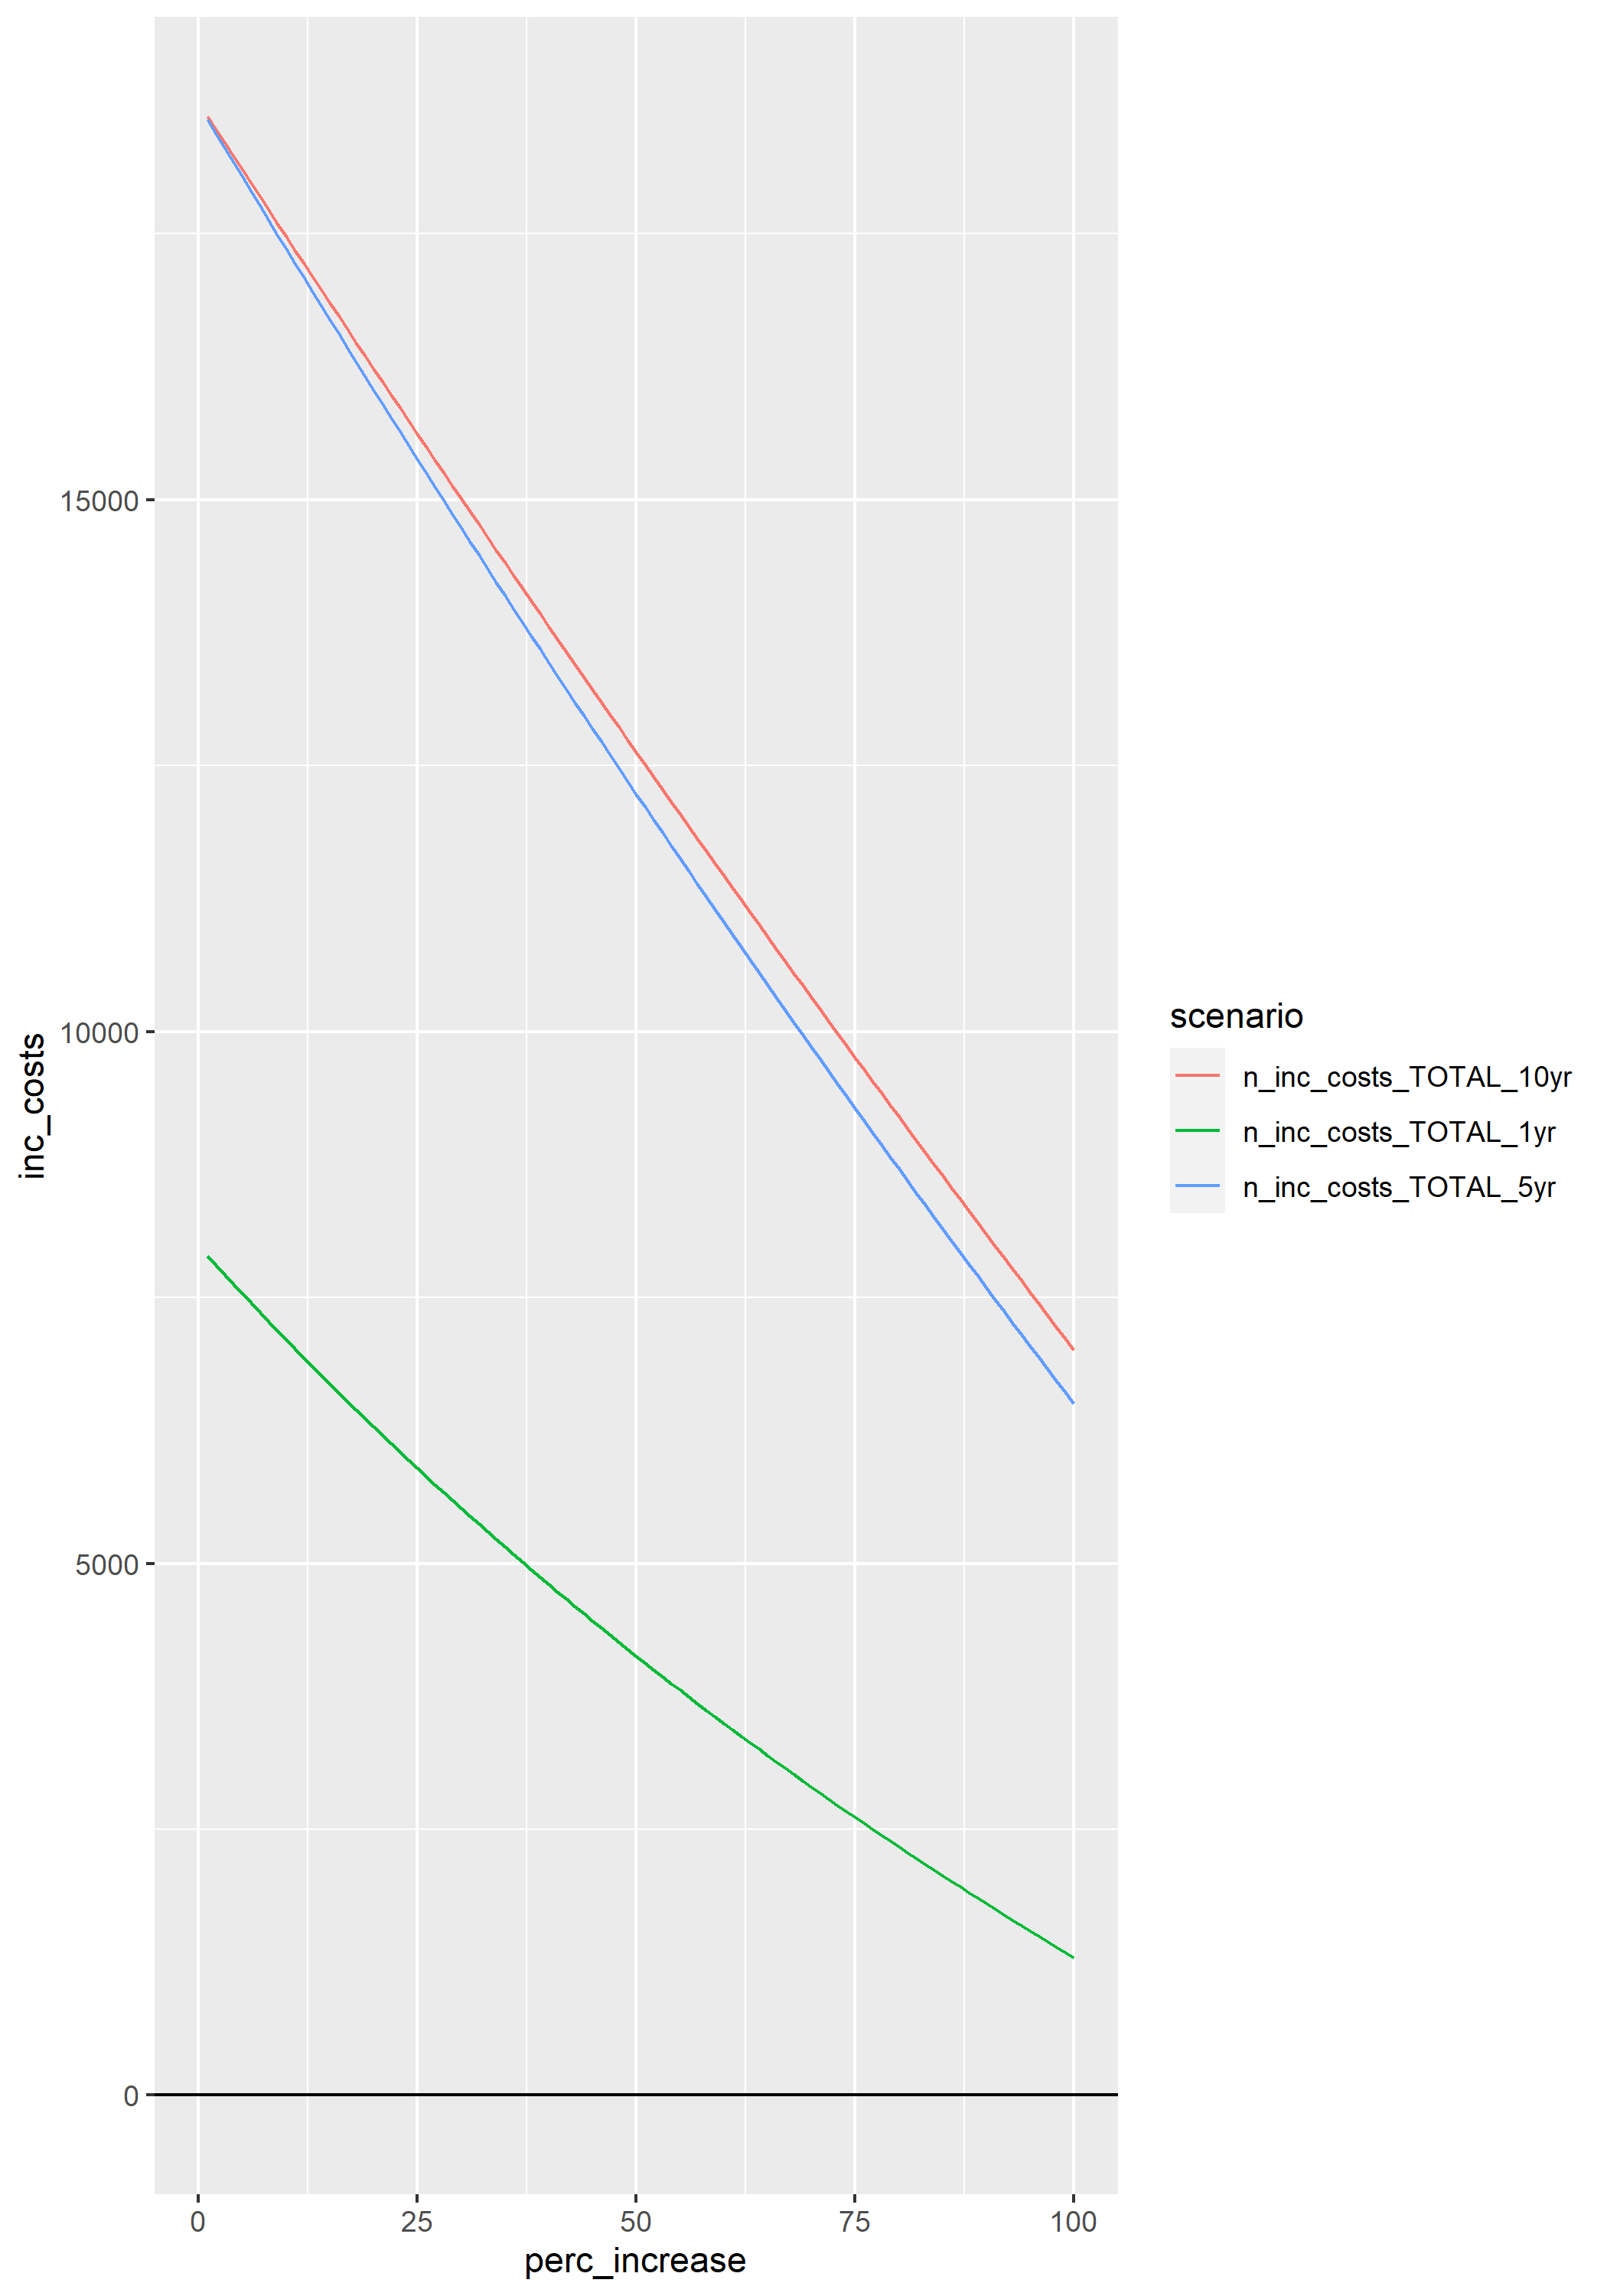 15000
10000
5000
0
inc_costs
0 25 50 75 100
perc_increase
scenario
n_inc_costs_TOTAL_10yr
n_inc_costs_TOTAL_1yr
n_inc_costs_TOTAL_5yr